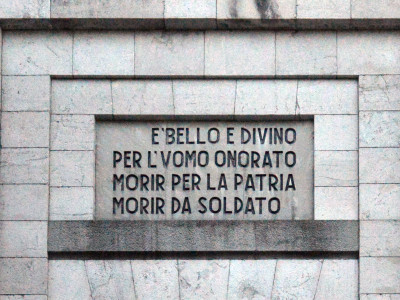 E'BELLO E DIVINO
PER L'VOMO ONORATO
MORIR PER LA PATRIA
MORIR DA SOLDATO